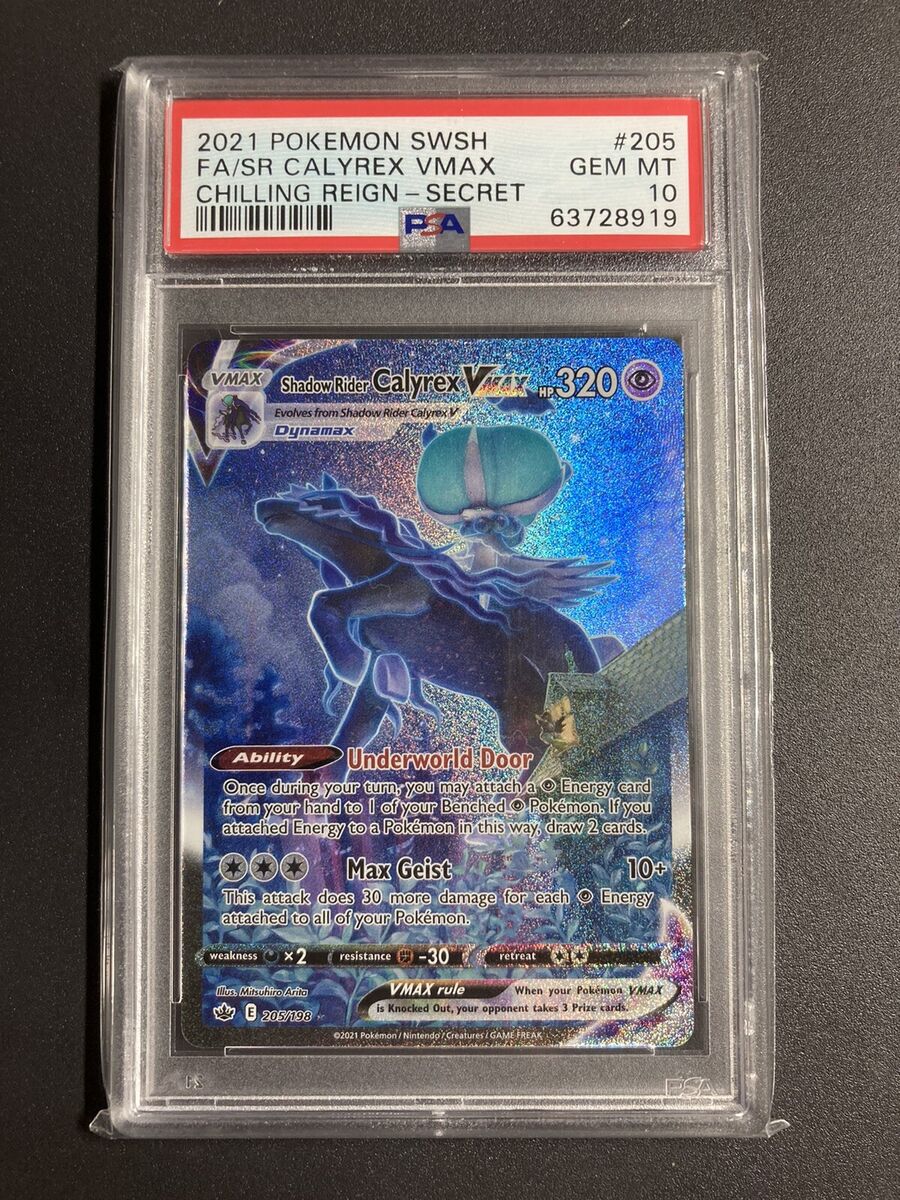 2021 POKEMON SWSH #205
FA/SR CALYREX VMAX GEM MT
CHILLING REIGN – SECRET 10
PSA 63728919
VMAX Shadow Rider Calyrex VMAX HP 320
Evolves from Shadow Rider Calyrex V
Dynamax
Ability Underworld Door
Once during your turn, you may attach a Energy card
from your hand to 1 of your Benched Pokémon. If you
attached Energy to a Pokémon in this way, draw 2 cards.
Max Geist 10+
This attack does 30 more damage for each Energy
attached to all of your Pokémon.
weakness ×2 resistance -30 retreat
Illus. Mitsuhiro Arita
VMAX rule When your Pokémon VMAX
is Knocked Out, your opponent takes 3 Prize cards.
E 205/198
©2021 Pokémon / Nintendo / Creatures / GAME FREAK
PSA